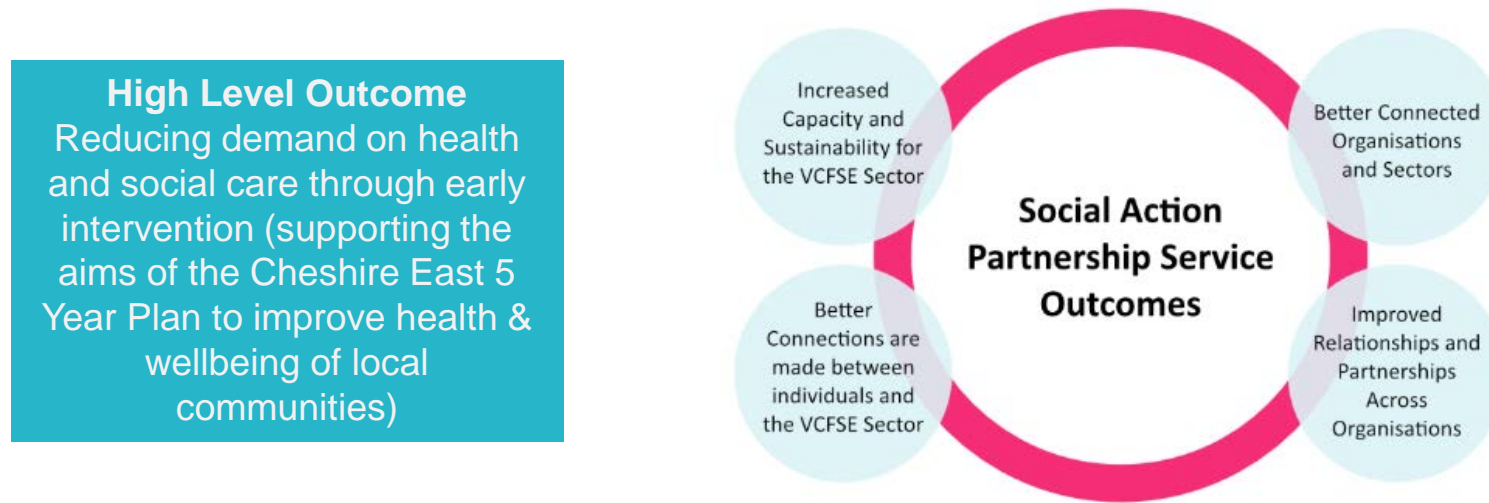 High Level Outcome
Reducing demand on health
and social care through early
intervention (supporting the
aims of the Cheshire East 5
Year Plan to improve health &
wellbeing of local
communities)
Increased
Capacity and
Sustainability for
the VCFSE Sector
Better Connected
Organisations
and Sectors
Social Action
Partnership Service
Outcomes
Better
Connections are
made between
individuals and
the VCFSE Sector
Improved
Relationships and
Partnerships
Across
Organisations